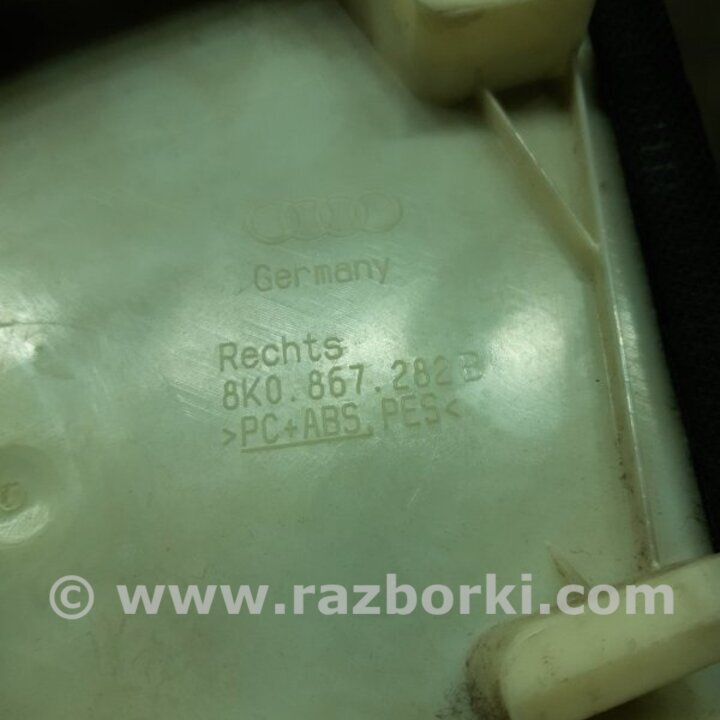 Germany
Rechts
8K0.867.282 B
>PC+ABS.PES<
© www.razborki.com